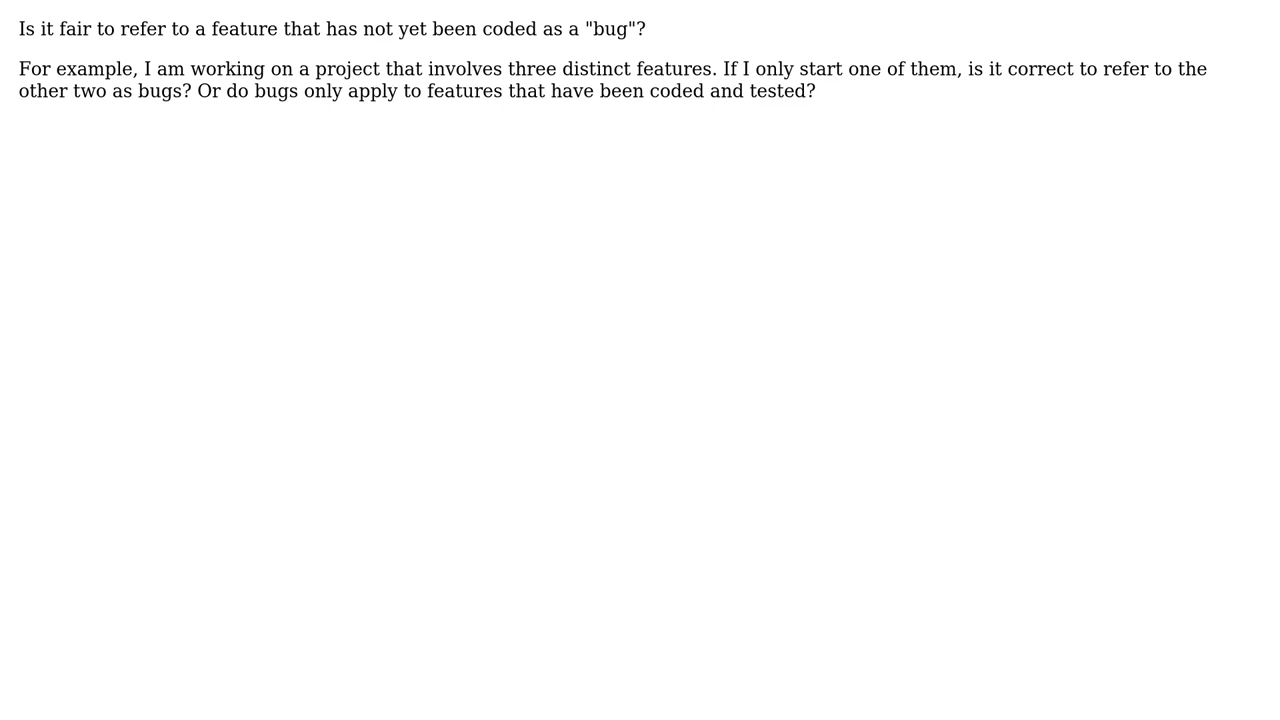 Is it fair to refer to a feature that has not yet been coded as a "bug"?
For example, I am working on a project that involves three distinct features. If I only start one of them, is it correct to refer to the
other two as bugs? Or do bugs only apply to features that have been coded and tested?